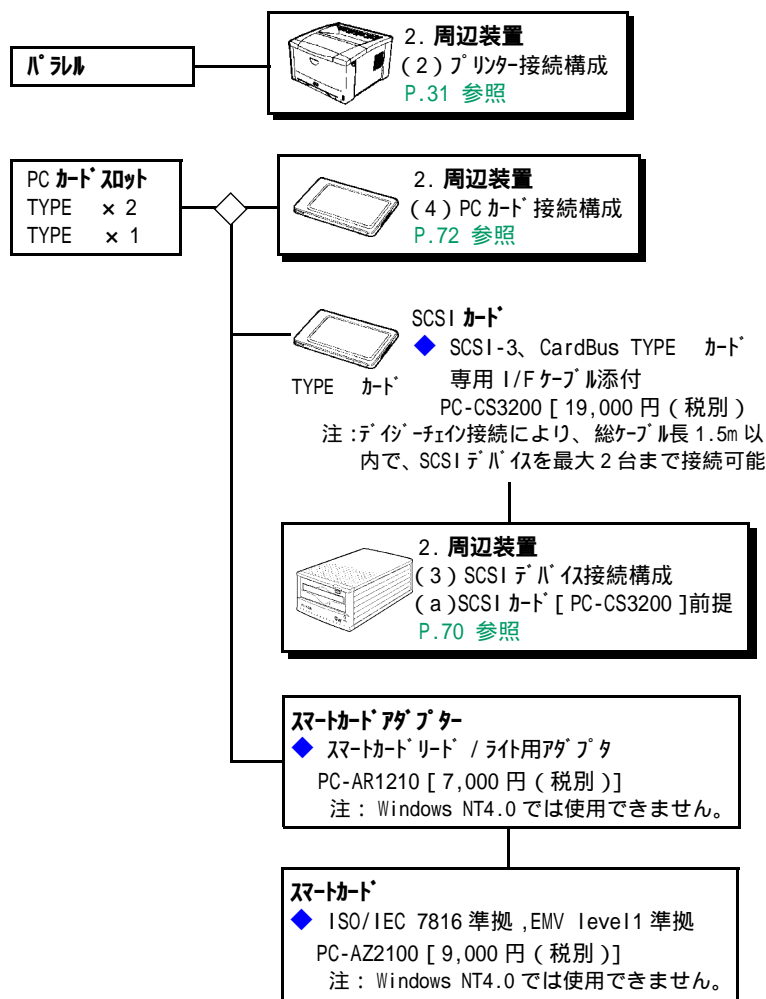 ﾊﾟﾗﾚﾙ
2. 周辺装置
(2)ﾌﾟﾘﾝﾀｰ接続構成
P.31 参照
PC ｶｰﾄﾞｽﾛｯﾄ
TYPE × 2
TYPE × 1
2. 周辺装置
(4) PC ｶｰﾄﾞ接続構成
P.72 参照
SCSI ｶｰﾄﾞ
◆ SCSI-3、CardBus TYPE ｶｰﾄﾞ
専用 I/F ｹｰﾌﾞﾙ添付
TYPE ｶｰﾄﾞ
PC-CS3200 [ 19,000 円 (税別)
注:ﾃﾞｲｼﾞｰﾁｪｲﾝ接続により、総ｹｰﾌﾞﾙ長 1.5m 以
内で、SCSI ﾃﾞﾊﾞｲｽを最大 2 台まで接続可能
2. 周辺装置
(3) SCSI ﾃﾞﾊﾞｲｽ接続構成
(a)SCSI ｶｰﾄﾞ[ PC-CS3200 ]前提
P.70 参照
ｽﾏｰﾄｶｰﾄﾞｱﾀﾞﾌﾟﾀｰ
◆ ｽﾏｰﾄｶｰﾄﾞﾘｰﾄﾞ / ﾗｲﾄ用ｱﾀﾞﾌﾟﾀ
PC-AR1210 [ 7,000 円 (税別)]
注: Windows NT4.0 では使用できません。
ｽﾏｰﾄｶｰﾄﾞ
◆ ISO/IEC 7816 準拠 ,EMV level1 準拠
PC-AZ2100 [ 9,000 円 (税別)]
注: Windows NT4.0 では使用できません。